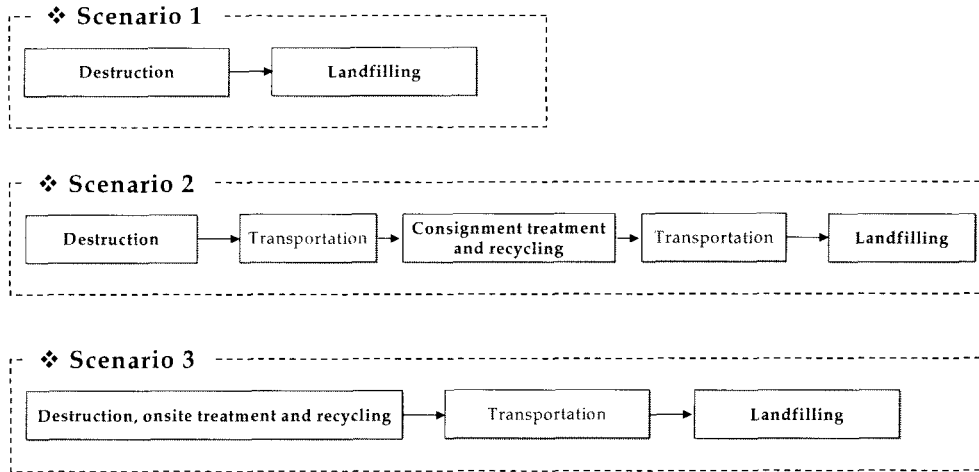 ❖ Scenario 1
Destruction
Landfilling
❖ Scenario 2
Destruction
Transportation
Consignment treatment
and recycling
Transportation
Landfilling
❖ Scenario 3
Destruction, onsite treatment and recycling
Transportation
Landfilling